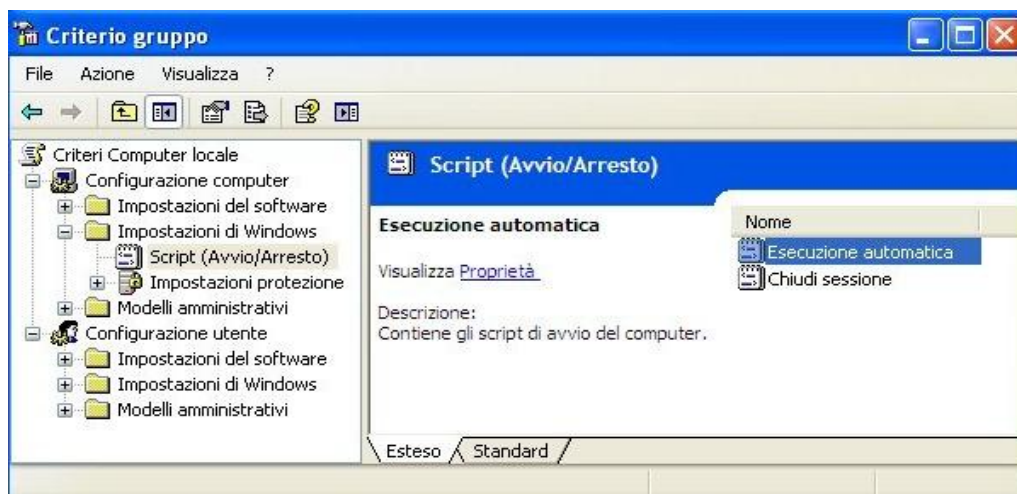 Criterio gruppo
File Azione Visualizza ?
Criteri Computer locale
Configurazione computer
Impostazioni del software
Impostazioni di Windows
Script (Avvio/Arresto)
Impostazioni protezione
Modelli amministrativi
Configurazione utente
Impostazioni del software
Impostazioni di Windows
Modelli amministrativi
Script (Avvio/Arresto)
Esecuzione automatica
Visualizza Proprietà
Descrizione:
Contiene gli script di avvio del computer.
Nome
Esecuzione automatica
Chiudi sessione
Esteso Standard